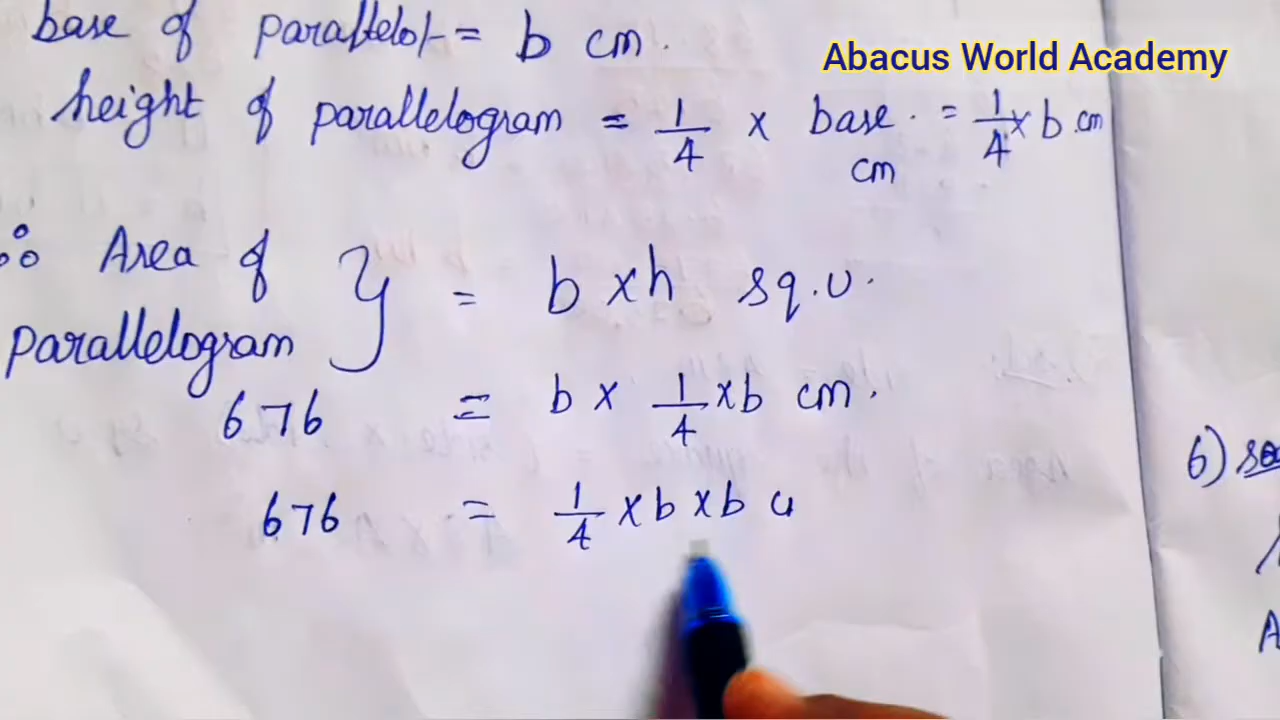 base of parallelo = b cm.
Abacus World Academy
height of parallelogram = 1/4 x base. = 1/4 x b cm
cm
∴ Area of
parallelogram } = b x h sq.u.
676 = b x 1/4 x b cm.
676 = 1/4 x b x b
6)